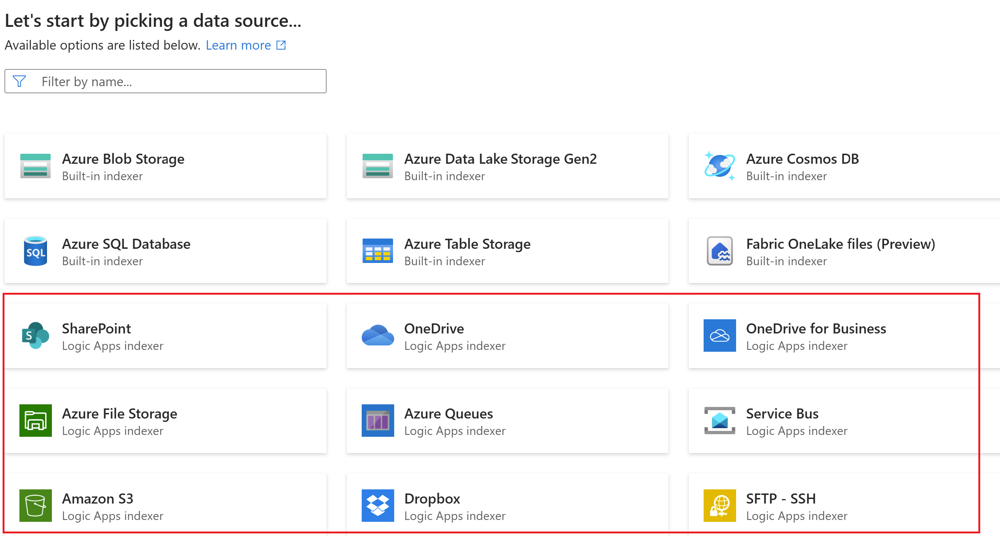 Let's start by picking a data source...
Available options are listed below. Learn more
Filter by name...
Azure Blob Storage
Built-in indexer
Azure Data Lake Storage Gen2
Built-in indexer
Azure Cosmos DB
Built-in indexer
SQL
Azure SQL Database
Built-in indexer
Azure Table Storage
Built-in indexer
Fabric OneLake files (Preview)
Built-in indexer
S
SharePoint
Logic Apps indexer
OneDrive
Logic Apps indexer
OneDrive for Business
Logic Apps indexer
Azure File Storage
Logic Apps indexer
Azure Queues
Logic Apps indexer
Service Bus
Logic Apps indexer
Amazon S3
Logic Apps indexer
Dropbox
Logic Apps indexer
SFTP - SSH
Logic Apps indexer